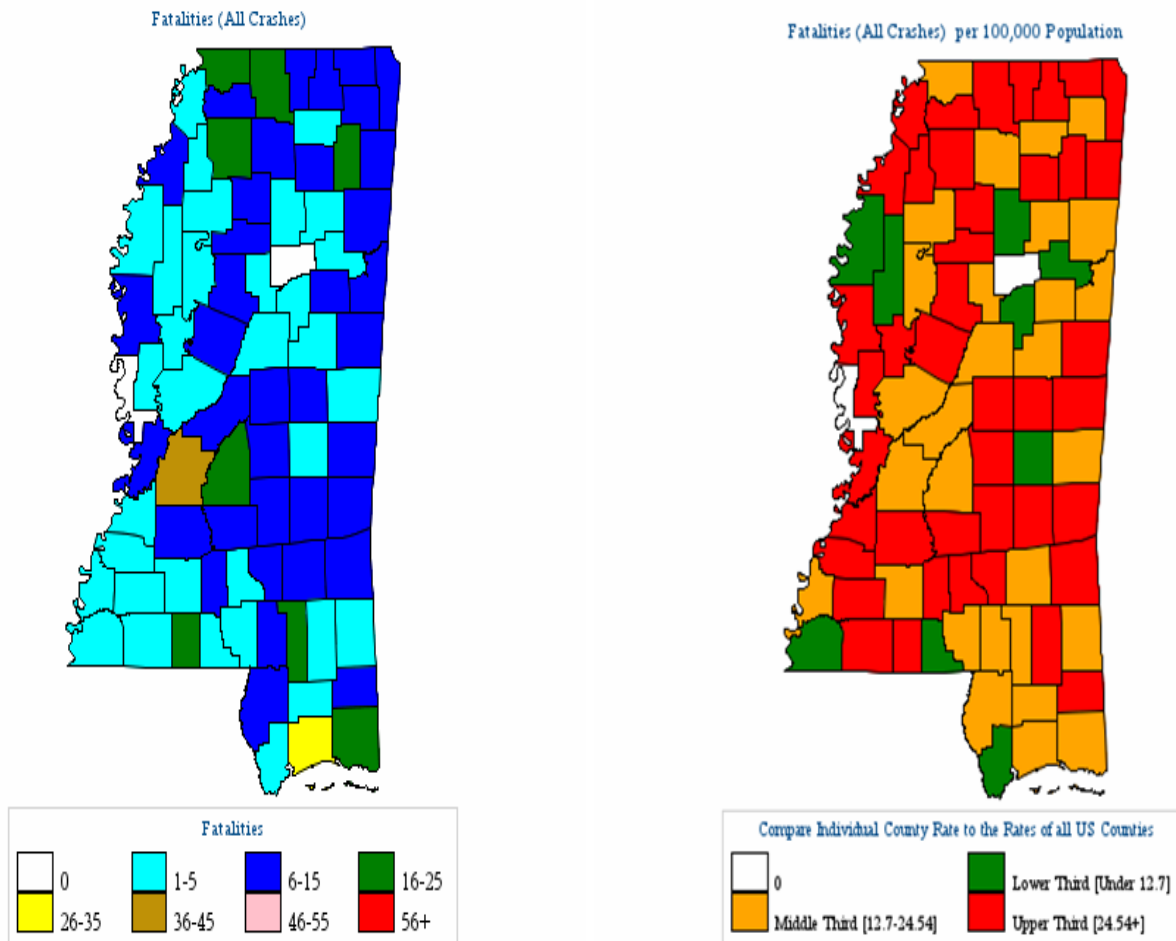 Fatalities (All Crashes)
Fatalities (All Crashes) per 100,000 Population
Fatalities
0
1-5
6-15
16-25
26-35
36-45
46-55
56+
Compare Individual County Rate to the Rates of all US Counties
0
Lower Third [Under 12.7]
Middle Third [12.7-24.54]
Upper Third [24.54+]